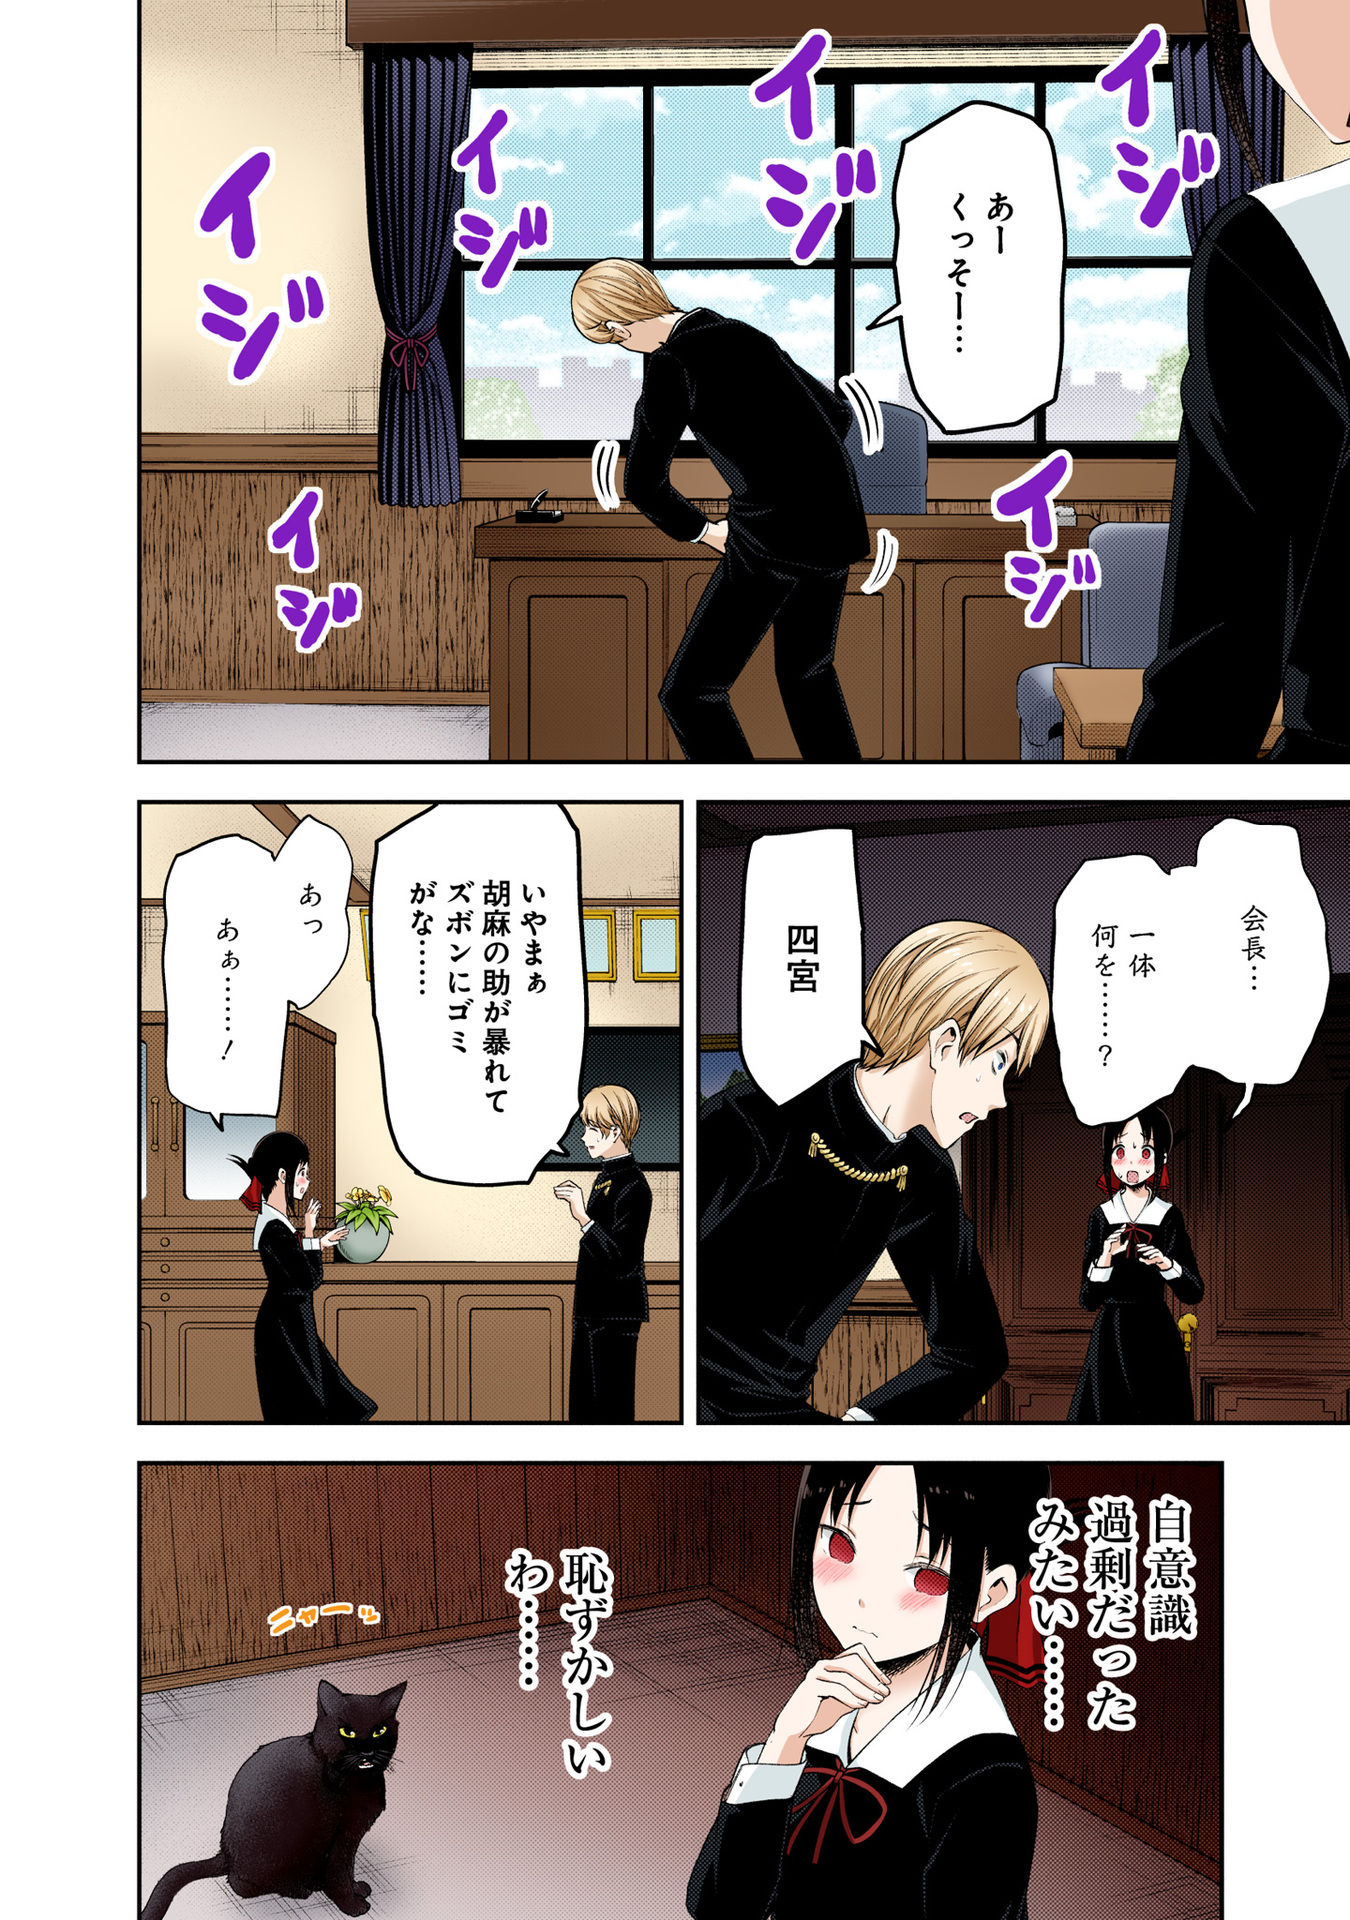 イジ
イジ
あー
くっそー…
イジ
イジ
イジ
イジ
会長…
一体
何を……?
四宮
いやまぁ
胡麻の助が暴れて
ズボンにゴミ
がな……
あっ
あぁ……!
自意識
過剰だった
みたい……
恥ずかしい
わ……
ニャーッ